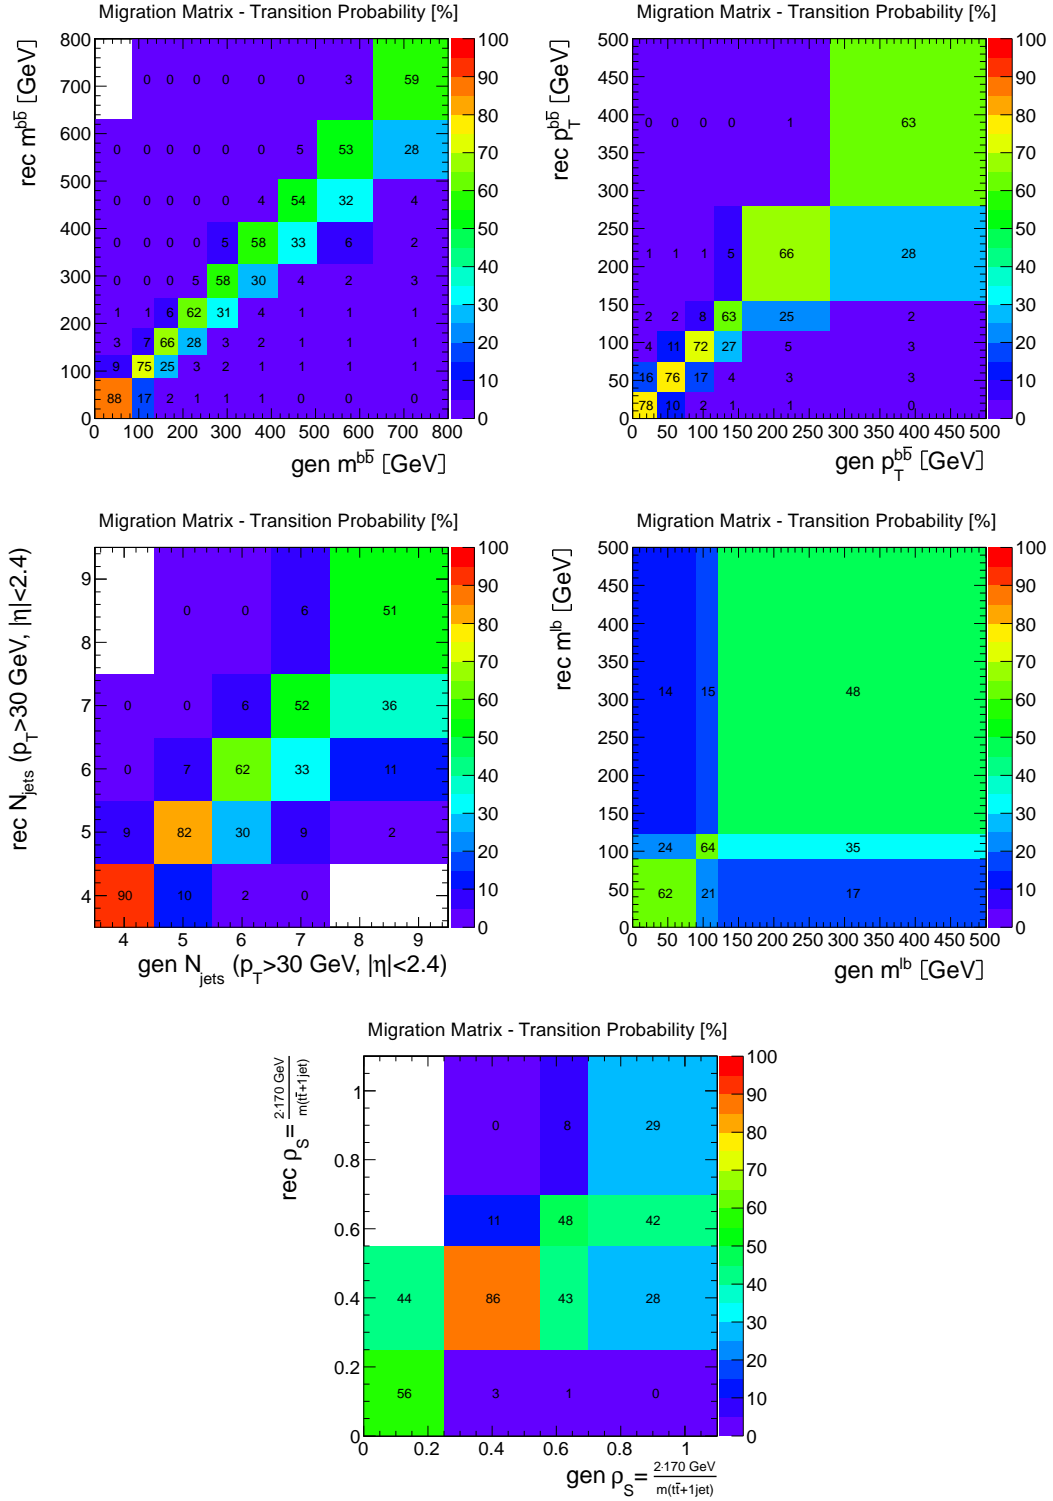 Migration Matrix - Transition Probability [%]
rec m^{bb̄} [GeV]
800
700
600
500
400
300
200
100
0
0 0 0 0 0 0 3 59
0 0 0 0 0 0 5 53 28
0 0 0 0 4 54 32 4
0 0 0 0 5 58 33 6 2
0 0 0 5 58 30 4 2 3
1 1 6 62 31 4 1 1 1
3 7 66 28 3 2 1 1 1
9 75 25 3 2 1 1 1 1
88 17 2 1 1 1 0 0 0
0 100 200 300 400 500 600 700 800
gen m^{bb̄} [GeV]
100
90
80
70
60
50
40
30
20
10
0
Migration Matrix - Transition Probability [%]
rec p_T^{bb̄} [GeV]
500
450
400
350
300
250
200
150
100
50
0
0 0 0 0 1 63
1 1 1 5 66 28
2 2 8 63 25 2
4 11 72 27 5 3
16 76 17 4 3 3
78 10 2 1 1 0
0 50 100 150 200 250 300 350 400 450 500
gen p_T^{bb̄} [GeV]
100
90
80
70
60
50
40
30
20
10
0
Migration Matrix - Transition Probability [%]
rec N_{jets} (p_T>30 GeV, |η|<2.4)
9
8
7
6
5
4
0 0 6 51
0 0 6 52 36
0 7 62 33 11
9 82 30 9 2
90 10 2 0
4 5 6 7 8 9
gen N_{jets} (p_T>30 GeV, |η|<2.4)
100
90
80
70
60
50
40
30
20
10
0
Migration Matrix - Transition Probability [%]
rec m^{lb} [GeV]
500
450
400
350
300
250
200
150
100
50
0
14 15 48
24 64 35
62 21 17
0 50 100 150 200 250 300 350 400 450 500
gen m^{lb} [GeV]
100
90
80
70
60
50
40
30
20
10
0
Migration Matrix - Transition Probability [%]
rec ρ_S = 2·170 GeV / m(tt̄+1jet)
1
0.8
0.6
0.4
0.2
0
0 8 29
11 48 42
44 86 43 28
56 3 1 0
0 0.2 0.4 0.6 0.8 1
gen ρ_S = 2·170 GeV / m(tt̄+1jet)
100
90
80
70
60
50
40
30
20
10
0